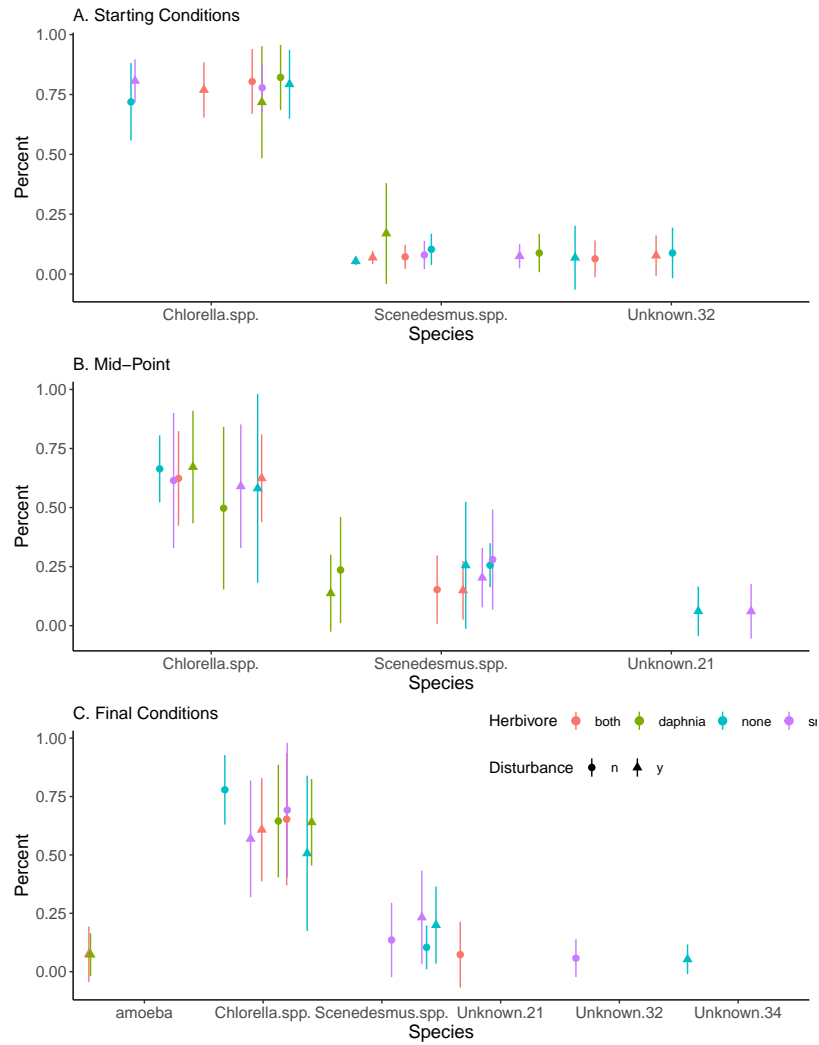 A. Starting Conditions
1.00
0.75
0.50
0.25
0.00
Percent
Chlorella.spp. Scenedesmus.spp. Unknown.32
Species
B. Mid−Point
1.00
0.75
0.50
0.25
0.00
Percent
Chlorella.spp. Scenedesmus.spp. Unknown.21
Species
C. Final Conditions
Herbivore both daphnia none
Disturbance n y
1.00
0.75
0.50
0.25
0.00
Percent
amoeba Chlorella.spp. Scenedesmus.spp. Unknown.21 Unknown.32 Unknown.34
Species